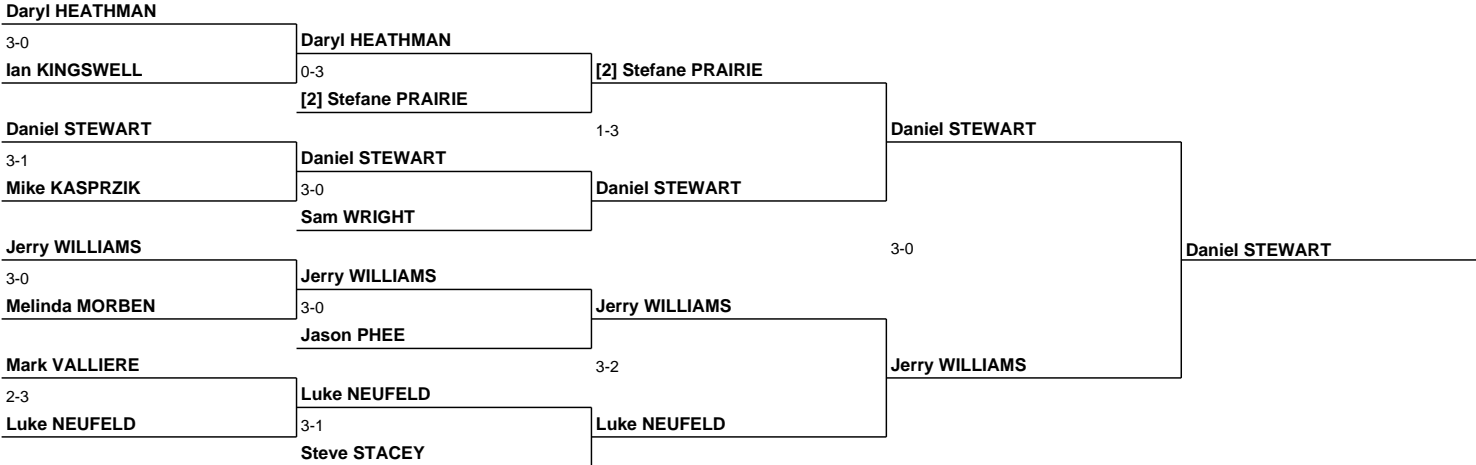 Daryl HEATHMAN
3-0
Daryl HEATHMAN
Ian KINGSWELL
0-3
[2] Stefane PRAIRIE
[2] Stefane PRAIRIE
Daniel STEWART
1-3
Daniel STEWART
3-1
Daniel STEWART
Mike KASPRZIK
3-0
Daniel STEWART
Sam WRIGHT
Jerry WILLIAMS
3-0
Daniel STEWART
3-0
Jerry WILLIAMS
Melinda MORBEN
3-0
Jerry WILLIAMS
Jason PHEE
Mark VALLIERE
3-2
Jerry WILLIAMS
2-3
Luke NEUFELD
Luke NEUFELD
3-1
Luke NEUFELD
Steve STACEY